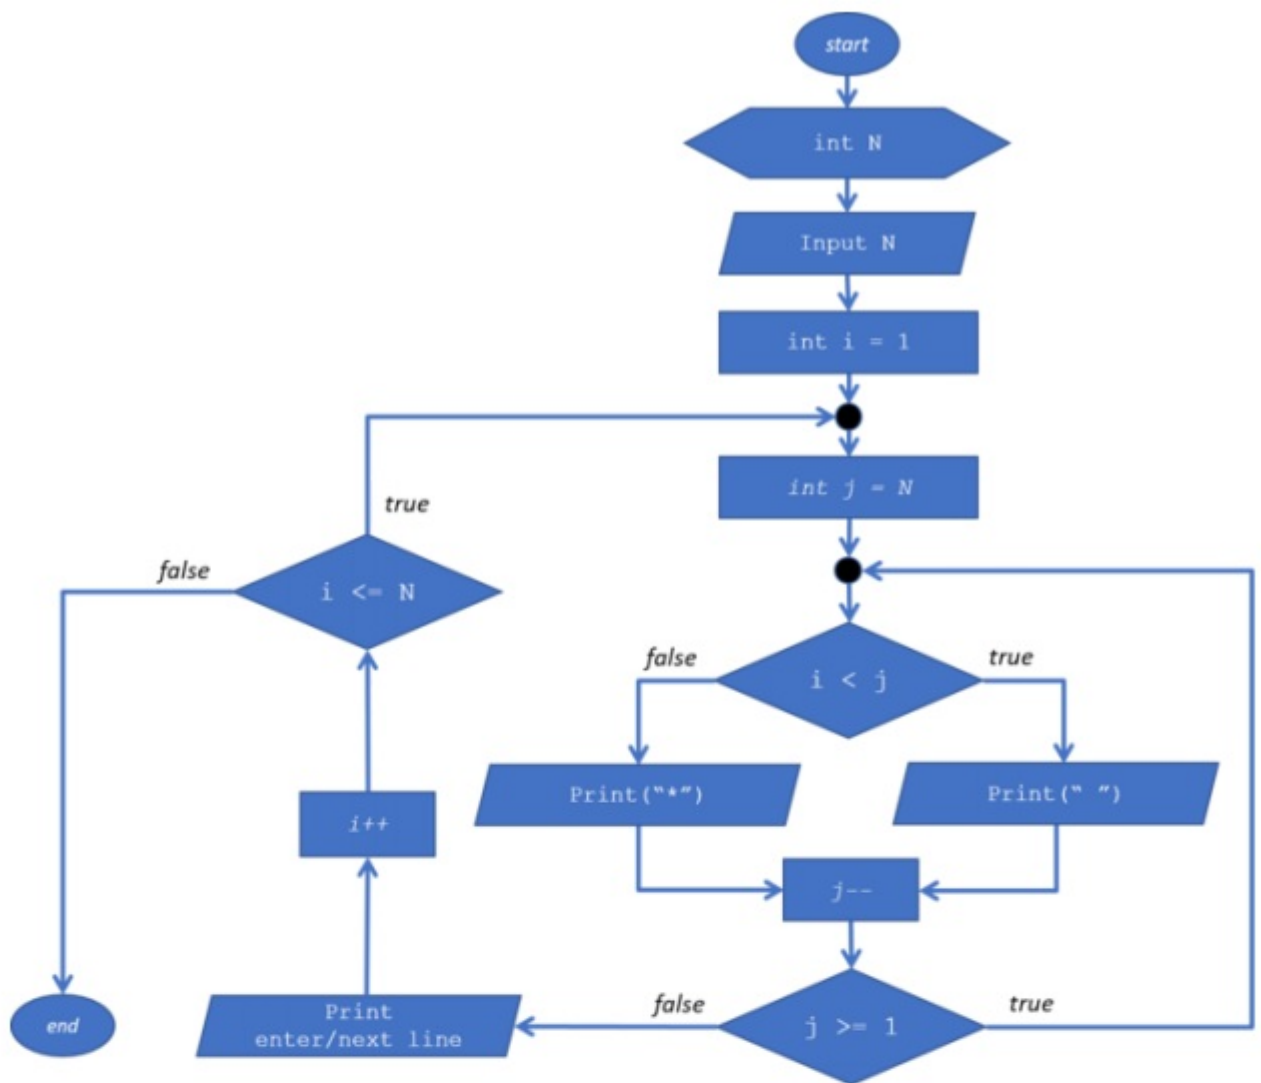 start
int N
Input N
int i = 1
int j = N
true
false
i <= N
false
true
i < j
Print(“*”)
Print(“ ”)
i++
j--
Print
enter/next line
false
true
j >= 1
end